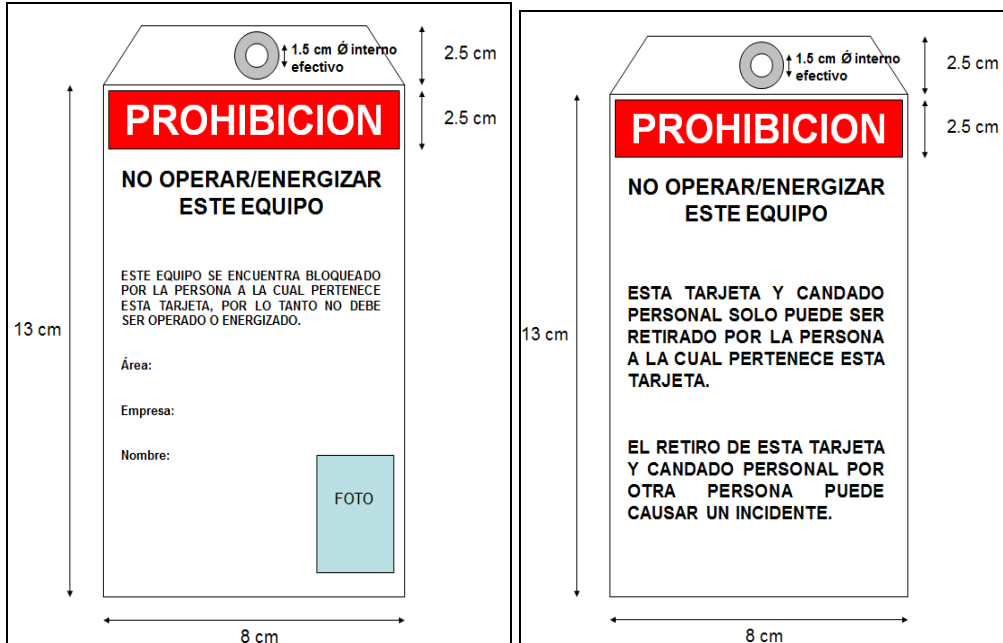 1.5 cm Ǿ interno
efectivo
2.5 cm
PROHIBICION
2.5 cm
NO OPERAR/ENERGIZAR
ESTE EQUIPO
ESTE EQUIPO SE ENCUENTRA BLOQUEADO
POR LA PERSONA A LA CUAL PERTENECE
ESTA TARJETA, POR LO TANTO NO DEBE
SER OPERADO O ENERGIZADO.
13 cm
Área:
Empresa:
Nombre:
FOTO
8 cm
1.5 cm Ǿ interno
efectivo
2.5 cm
PROHIBICION
2.5 cm
NO OPERAR/ENERGIZAR
ESTE EQUIPO
ESTA TARJETA Y CANDADO
PERSONAL SOLO PUEDE SER
RETIRADO POR LA PERSONA
A LA CUAL PERTENECE ESTA
TARJETA.
13 cm
EL RETIRO DE ESTA TARJETA
Y CANDADO PERSONAL POR
OTRA PERSONA PUEDE
CAUSAR UN INCIDENTE.
8 cm